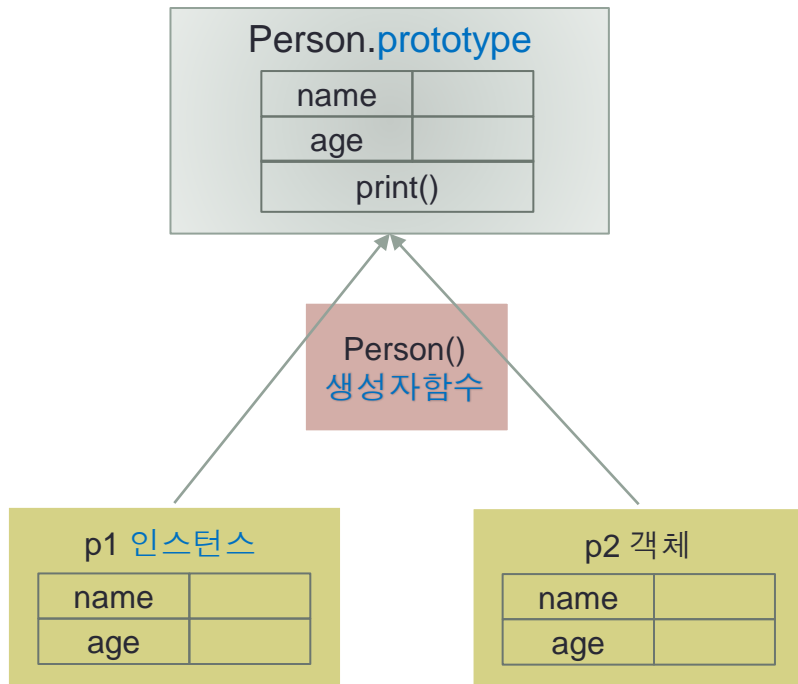 Person.prototype
name
age
print()
Person()
생성자함수
p1 인스턴스
name
age
p2 객체
name
age